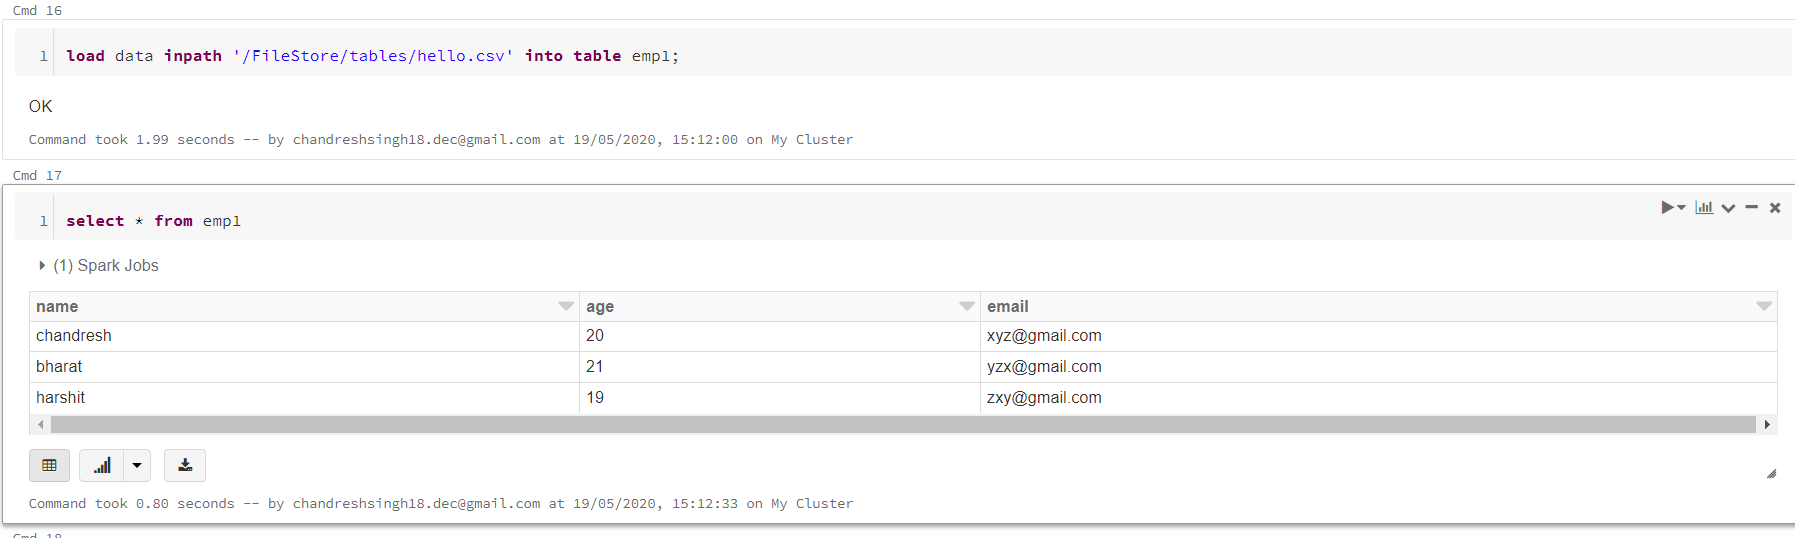 Cmd 16
1 load data inpath '/FileStore/tables/hello.csv' into table empl;
OK
Command took 1.99 seconds -- by chandreshsingh18.dec@gmail.com at 19/05/2020, 15:12:00 on My Cluster
Cmd 17
1 select * from empl
(1) Spark Jobs
name age email
chandresh 20 xyz@gmail.com
bharat 21 yzx@gmail.com
harshit 19 zxy@gmail.com
Command took 0.80 seconds -- by chandreshsingh18.dec@gmail.com at 19/05/2020, 15:12:33 on My Cluster
Cmd 18